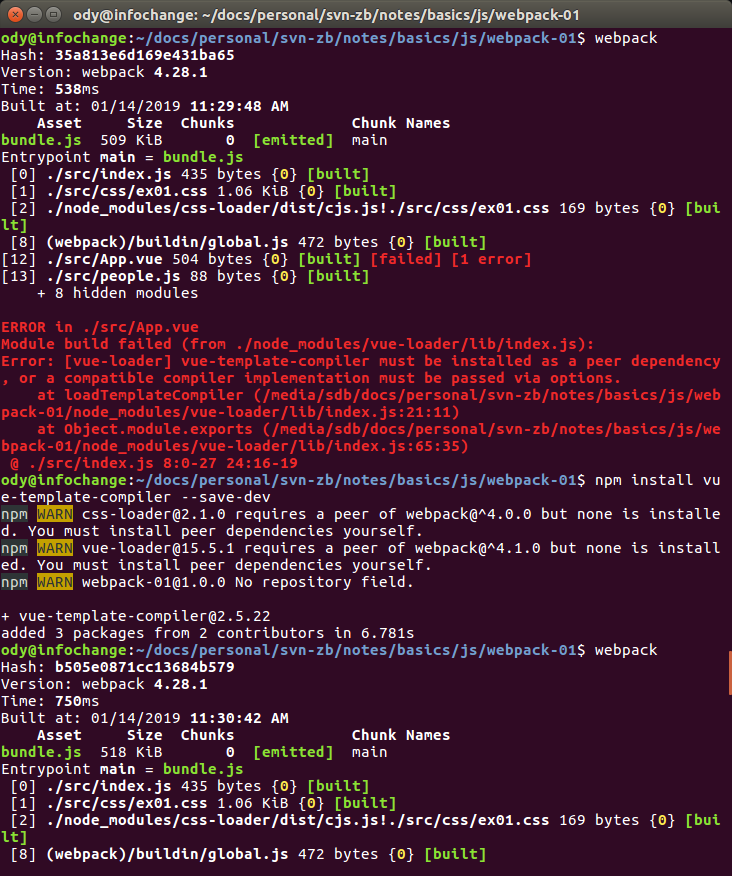 ody@infochange: ~/docs/personal/svn-zb/notes/basics/js/webpack-01
ody@infochange:~/docs/personal/svn-zb/notes/basics/js/webpack-01$ webpack
Hash: 35a813e6d169e431ba65
Version: webpack 4.28.1
Time: 538ms
Built at: 01/14/2019 11:29:48 AM
    Asset     Size  Chunks             Chunk Names
bundle.js  509 KiB       0  [emitted]  main
Entrypoint main = bundle.js
 [0] ./src/index.js 435 bytes {0} [built]
 [1] ./src/css/ex01.css 1.06 KiB {0} [built]
 [2] ./node_modules/css-loader/dist/cjs.js!./src/css/ex01.css 169 bytes {0} [bui
lt]
 [8] (webpack)/buildin/global.js 472 bytes {0} [built]
[12] ./src/App.vue 504 bytes {0} [built] [failed] [1 error]
[13] ./src/people.js 88 bytes {0} [built]
    + 8 hidden modules
ERROR in ./src/App.vue
Module build failed (from ./node_modules/vue-loader/lib/index.js):
Error: [vue-loader] vue-template-compiler must be installed as a peer dependency
, or a compatible compiler implementation must be passed via options.
    at loadTemplateCompiler (/media/sdb/docs/personal/svn-zb/notes/basics/js/web
pack-01/node_modules/vue-loader/lib/index.js:21:11)
    at Object.module.exports (/media/sdb/docs/personal/svn-zb/notes/basics/js/we
bpack-01/node_modules/vue-loader/lib/index.js:65:35)
 @ ./src/index.js 8:0-27 24:16-19
ody@infochange:~/docs/personal/svn-zb/notes/basics/js/webpack-01$ npm install vu
e-template-compiler --save-dev
npm WARN css-loader@2.1.0 requires a peer of webpack@^4.0.0 but none is installe
d. You must install peer dependencies yourself.
npm WARN vue-loader@15.5.1 requires a peer of webpack@^4.1.0 but none is install
ed. You must install peer dependencies yourself.
npm WARN webpack-01@1.0.0 No repository field.
+ vue-template-compiler@2.5.22
added 3 packages from 2 contributors in 6.781s
ody@infochange:~/docs/personal/svn-zb/notes/basics/js/webpack-01$ webpack
Hash: b505e0871cc13684b579
Version: webpack 4.28.1
Time: 750ms
Built at: 01/14/2019 11:30:42 AM
    Asset     Size  Chunks             Chunk Names
bundle.js  518 KiB       0  [emitted]  main
Entrypoint main = bundle.js
 [0] ./src/index.js 435 bytes {0} [built]
 [1] ./src/css/ex01.css 1.06 KiB {0} [built]
 [2] ./node_modules/css-loader/dist/cjs.js!./src/css/ex01.css 169 bytes {0} [bui
lt]
 [8] (webpack)/buildin/global.js 472 bytes {0} [built]